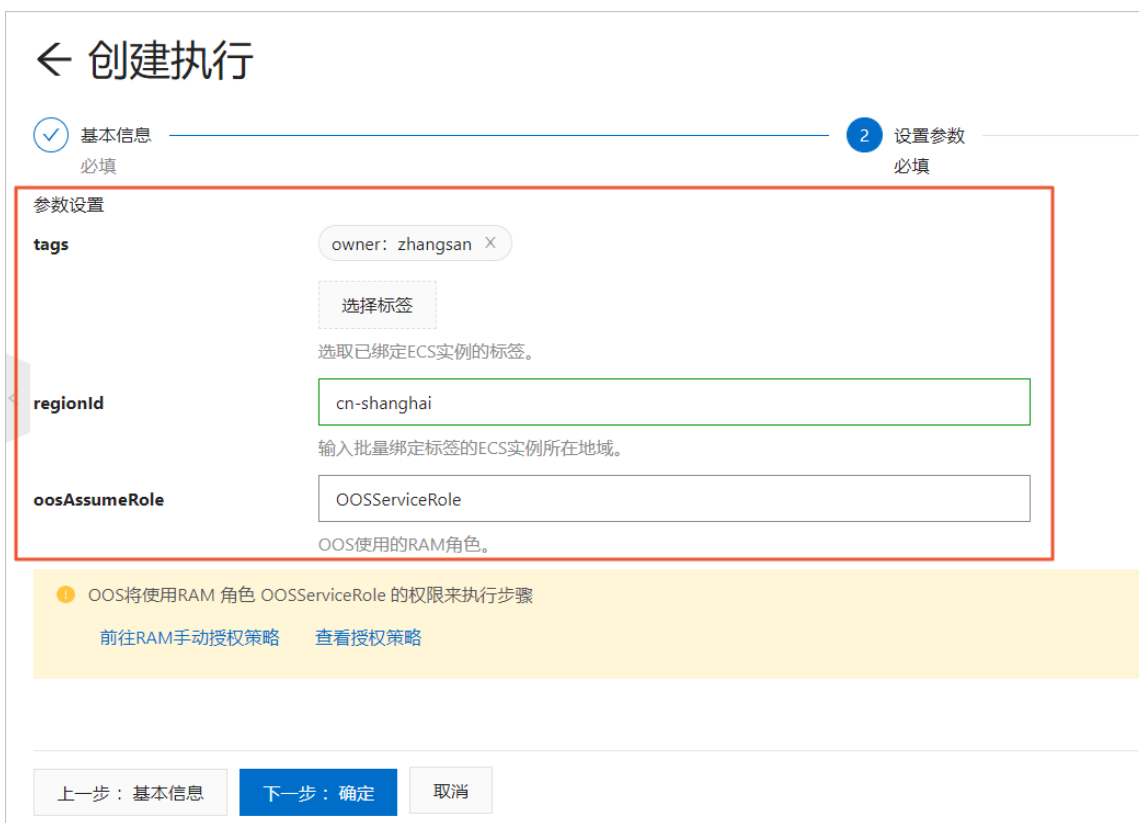 创建执行
基本信息
必填
2 设置参数
必填
参数设置
tags
owner：zhangsan X
选择标签
选取已绑定ECS实例的标签。
regionId
cn-shanghai
输入批量绑定标签的ECS实例所在地域。
oosAssumeRole
OOSServiceRole
OOS使用的RAM角色。
OOS将使用RAM 角色 OOSServiceRole 的权限来执行步骤
前往RAM手动授权策略 查看授权策略
上一步 ：基本信息 下一步 ：确定 取消